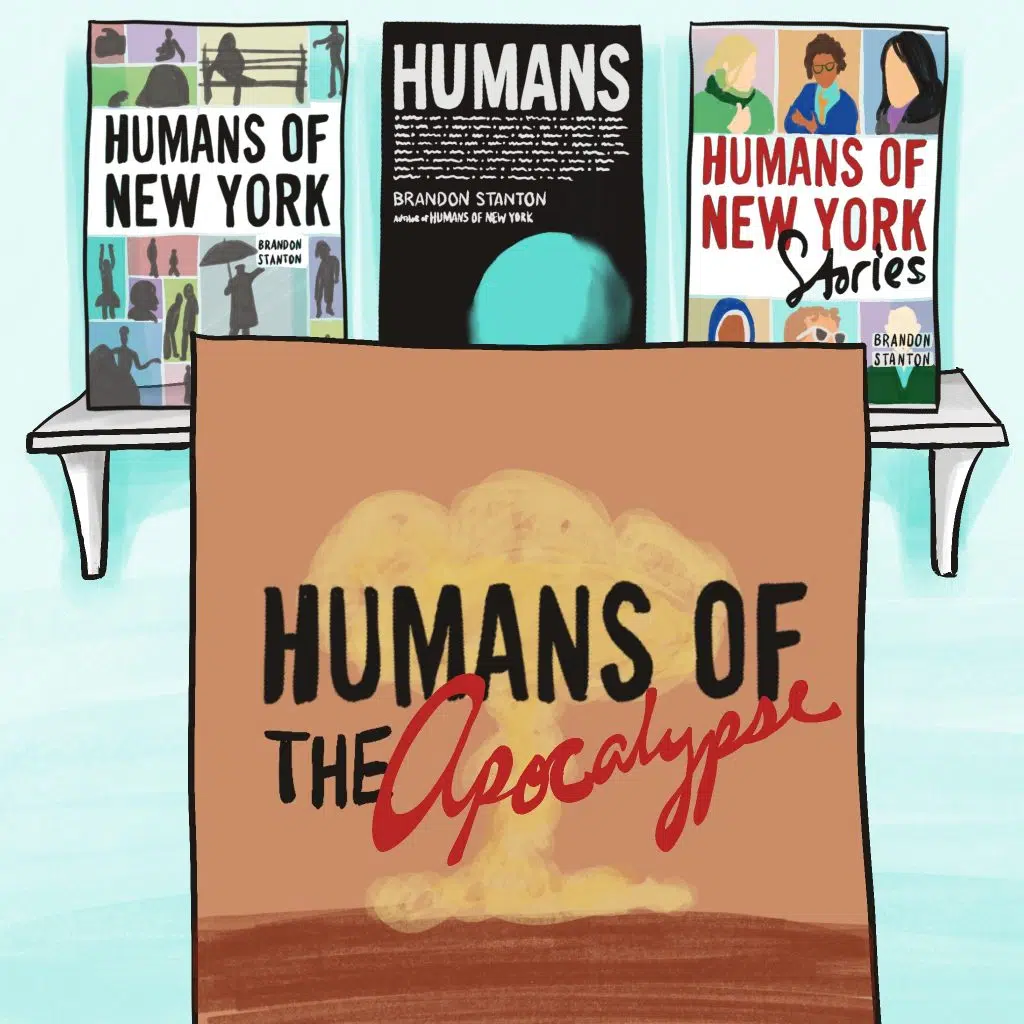 HUMANS OF
NEW YORK
BRANDON
STANTON
HUMANS
BRANDON STANTON
Author of HUMANS OF NEW YORK
HUMANS OF
NEW YORK
Stories
BRANDON
STANTON
HUMANS OF
THE Apocalypse